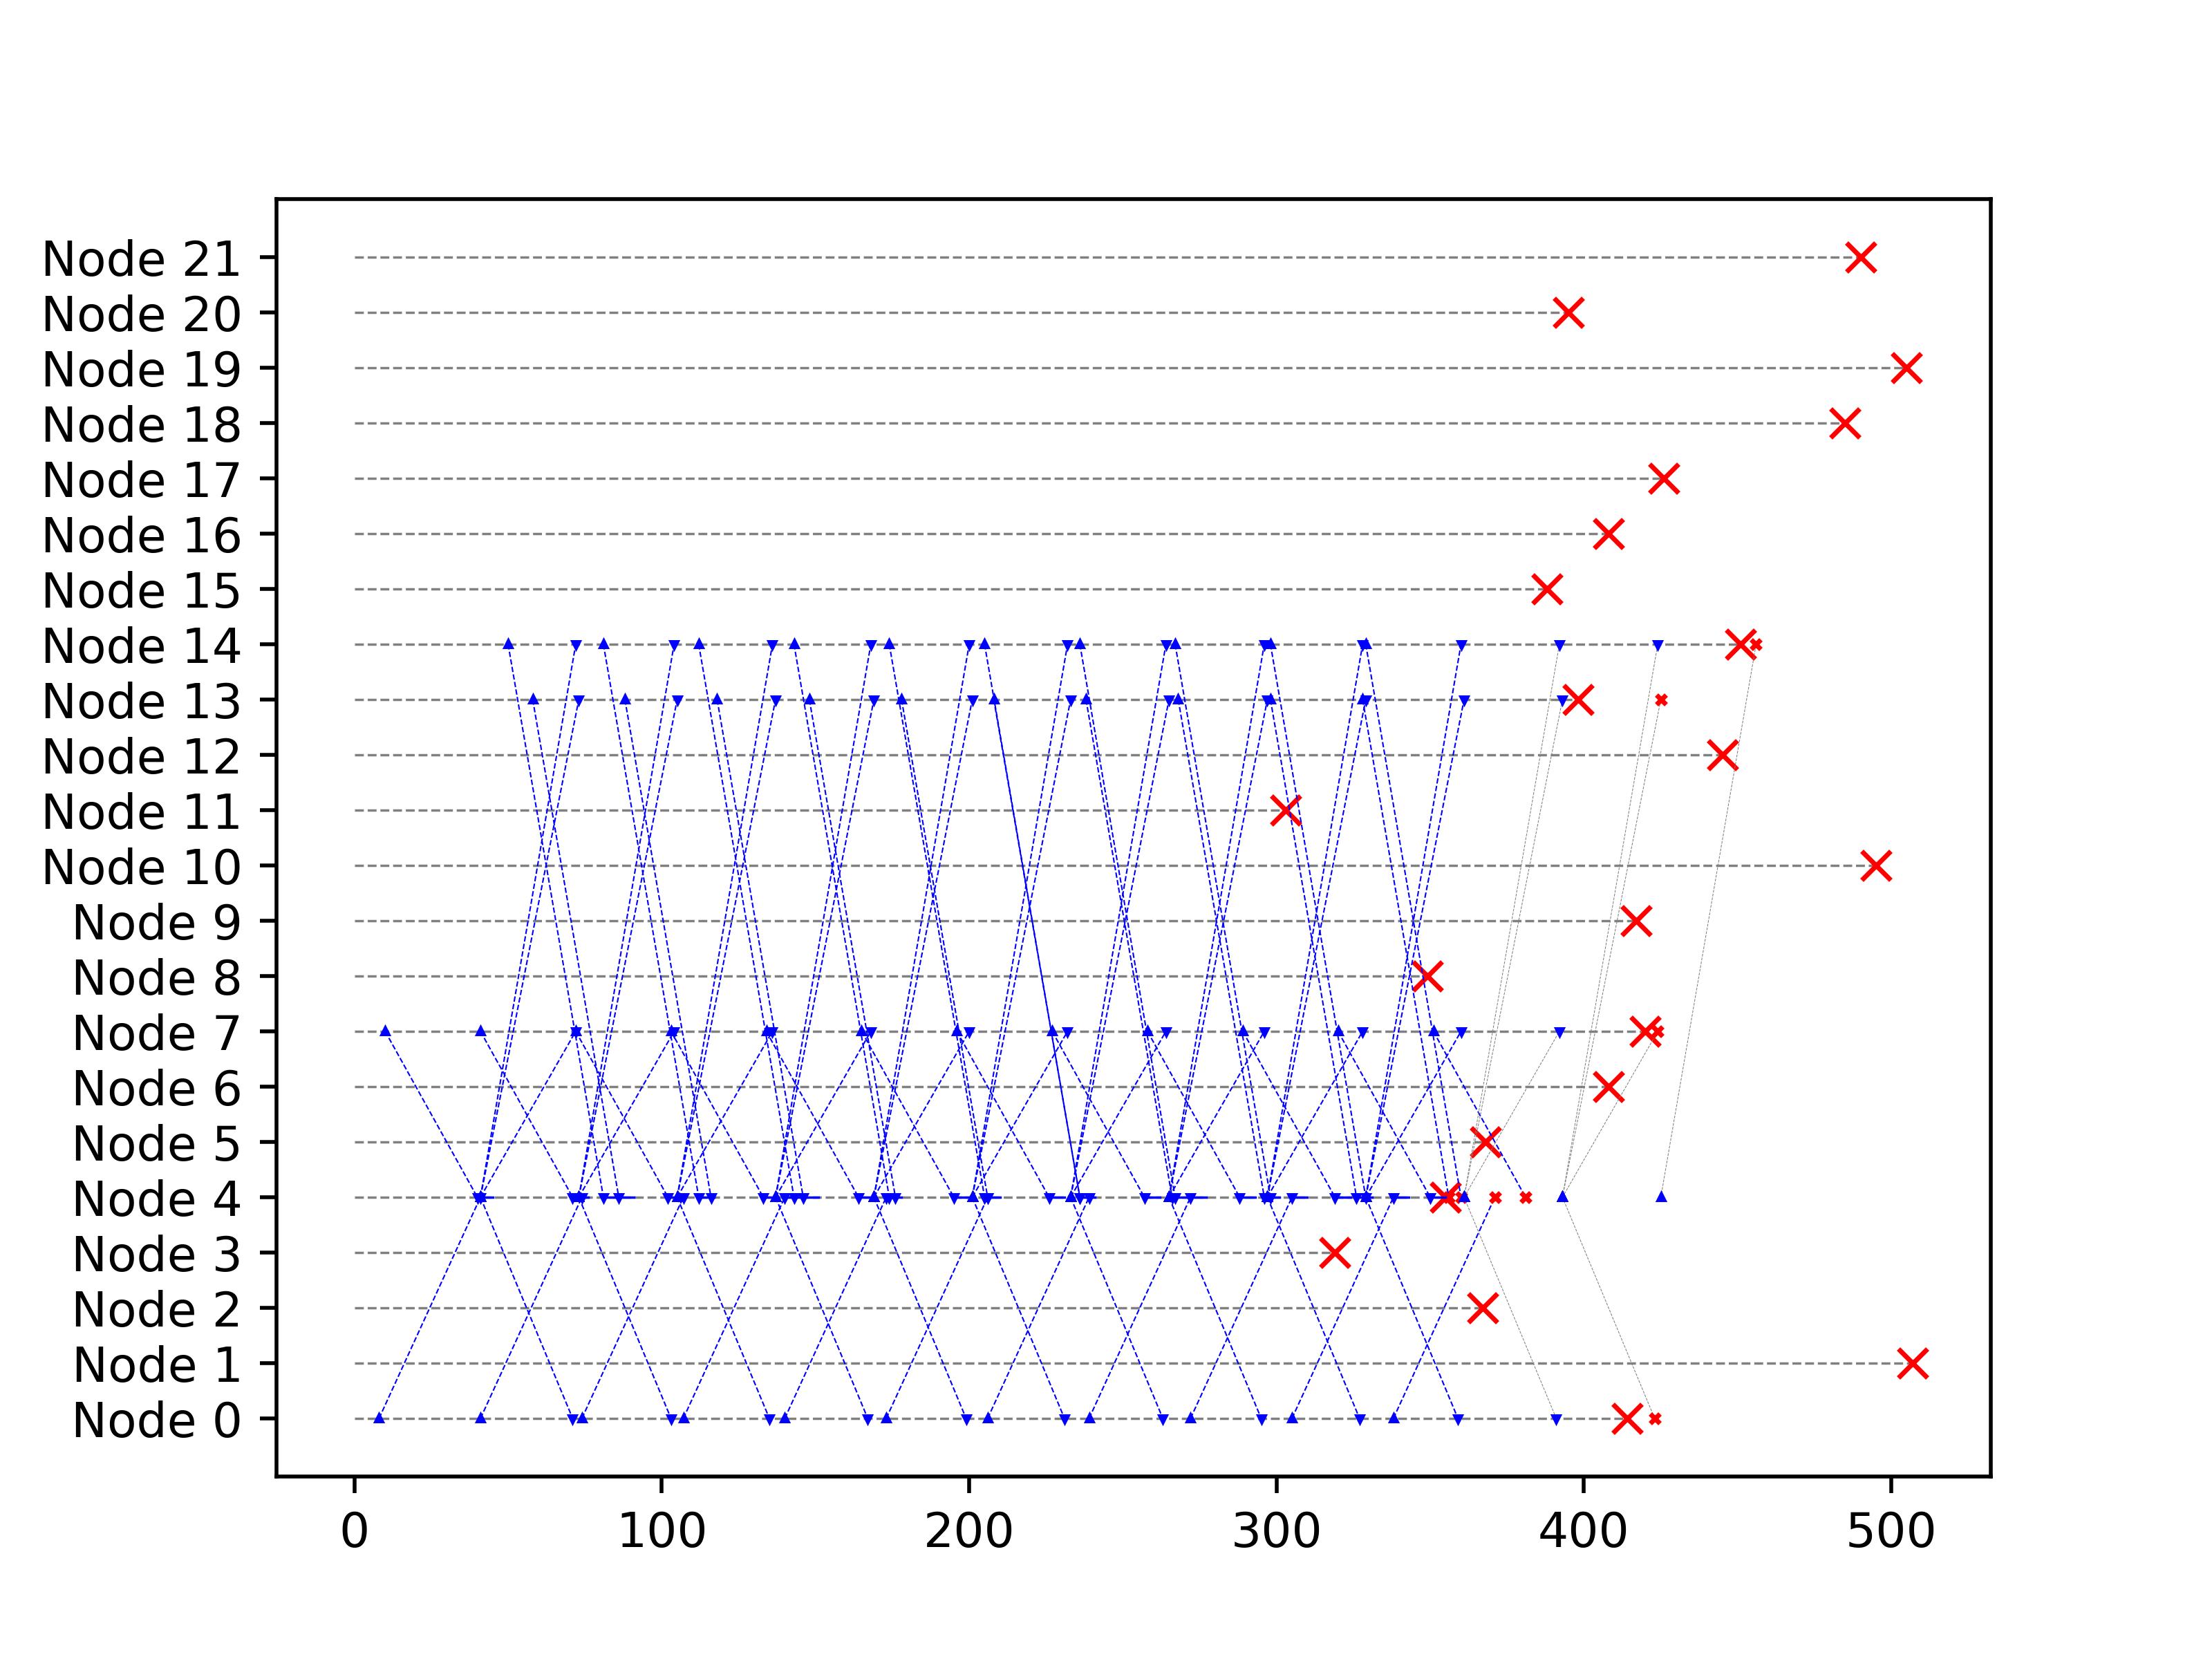 Node 21
Node 20
Node 19
Node 18
Node 17
Node 16
Node 15
Node 14
Node 13
Node 12
Node 11
Node 10
Node 9
Node 8
Node 7
Node 6
Node 5
Node 4
Node 3
Node 2
Node 1
Node 0
0 100 200 300 400 500